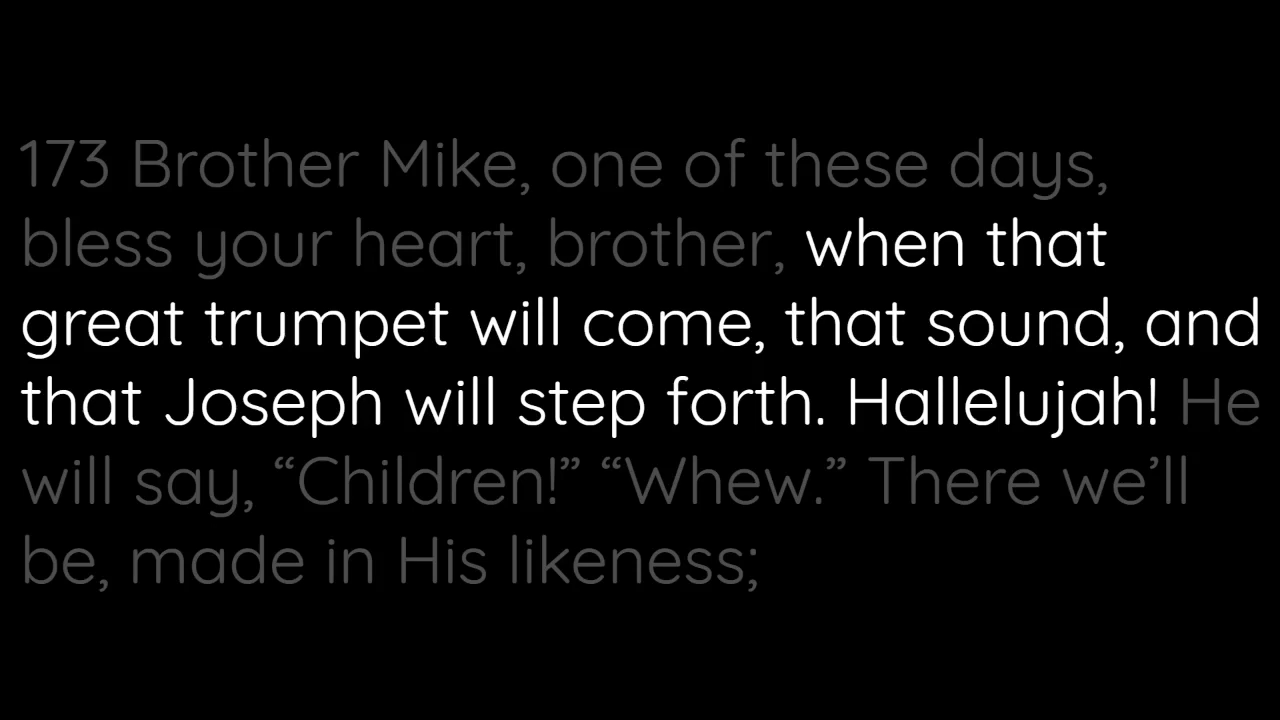 173 Brother Mike, one of these days,
bless your heart, brother, when that
great trumpet will come, that sound, and
that Joseph will step forth. Hallelujah! He
will say, “Children!” “Whew.” There we’ll
be, made in His likeness;